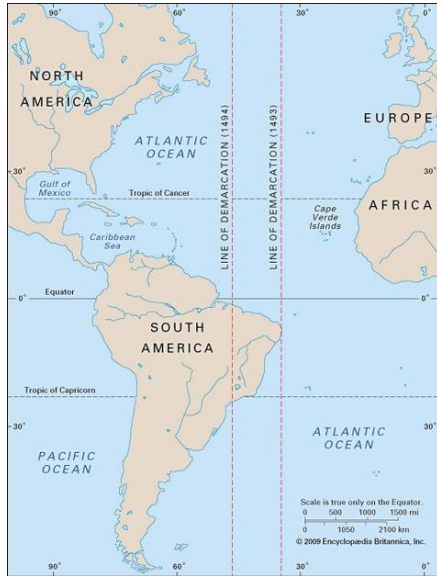 90°
60°
30°
0°
NORTH
AMERICA
EUROPE
ATLANTIC
OCEAN
LINE OF DEMARCATION (1494)
LINE OF DEMARCATION (1493)
30°
30°
Gulf of
Mexico
Tropic of Cancer
AFRICA
Cape
Verde
Islands
Caribbean
Sea
Equator
0°
0°
SOUTH
AMERICA
Tropic of Capricorn
30°
30°
ATLANTIC
OCEAN
PACIFIC
OCEAN
Scale is true only on the Equator.
0 500 1000 1500 mi
0 1050 2100 km
© 2009 Encyclopædia Britannica, Inc.
90°
60°
30°
0°